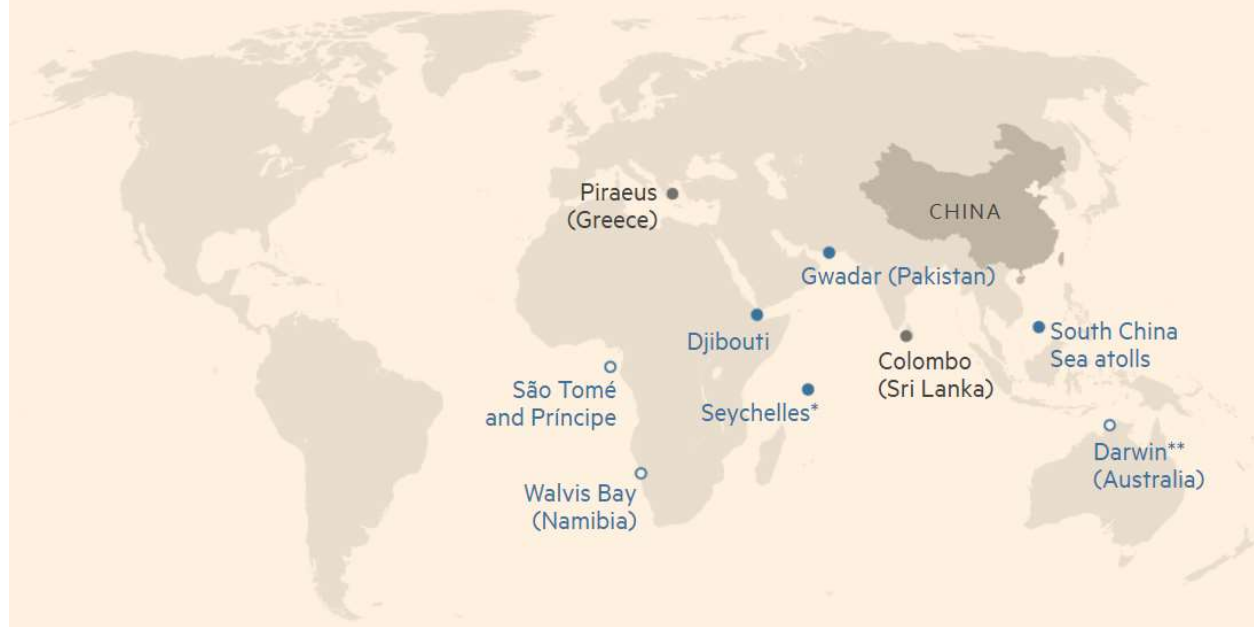 Piraeus
(Greece)
CHINA
Gwadar (Pakistan)
Djibouti
South China
Sea atolls
Colombo
(Sri Lanka)
São Tomé
and Príncipe
Seychelles*
Darwin**
(Australia)
Walvis Bay
(Namibia)